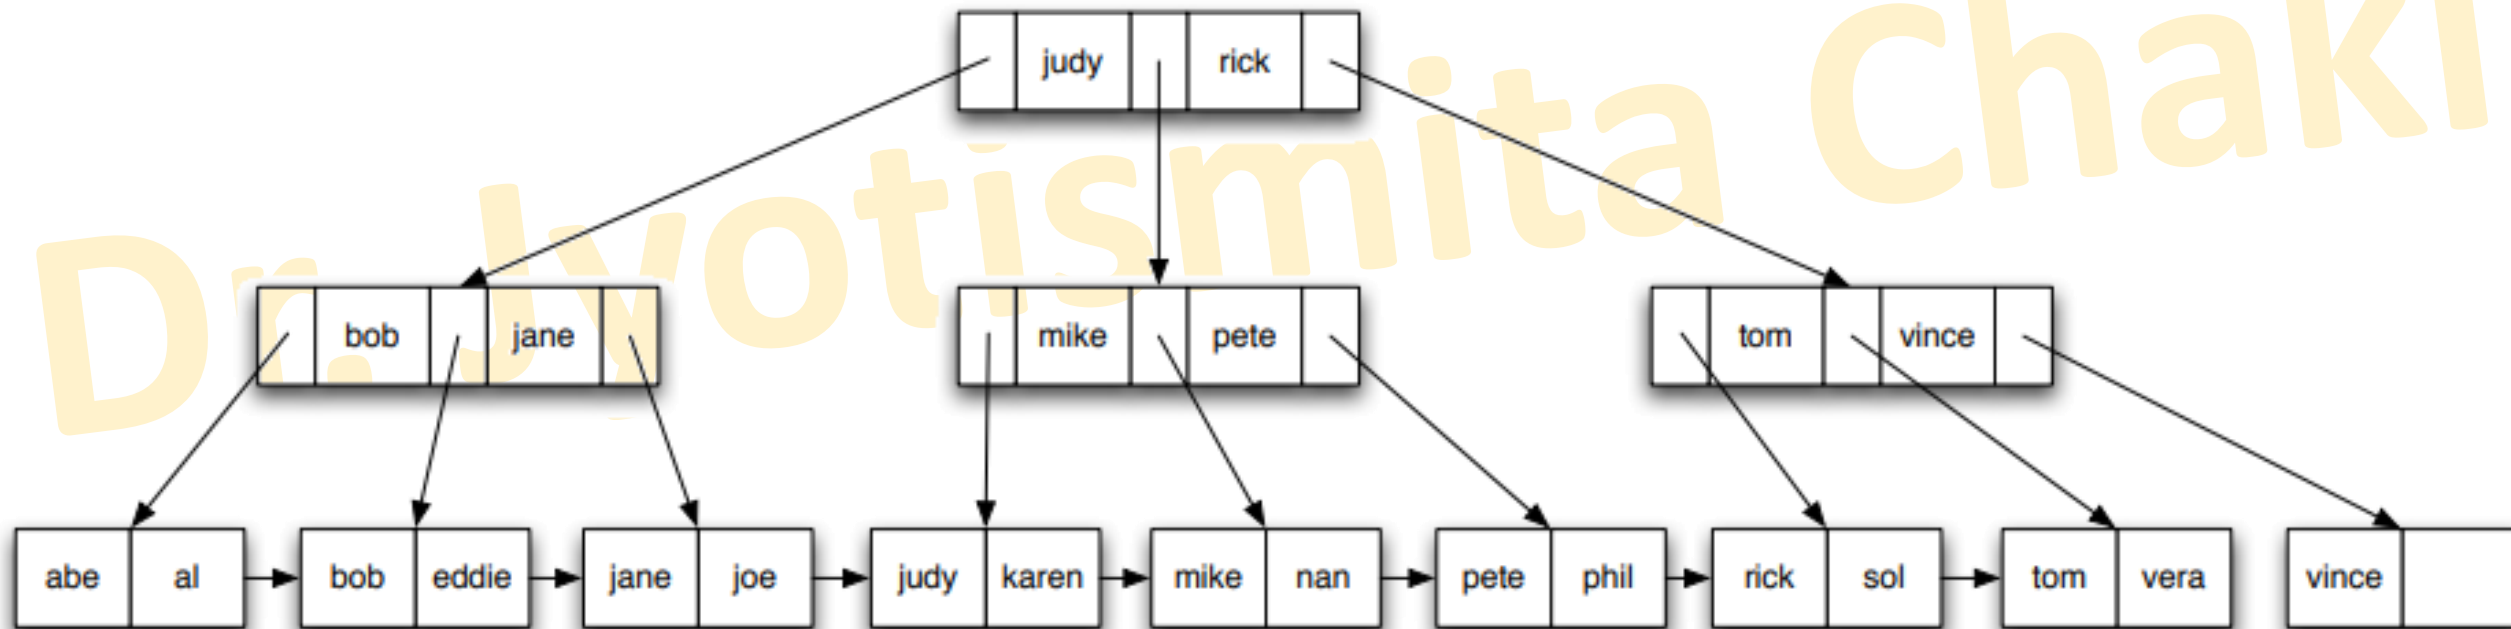 judy rick
bob jane mike pete tom vince
abe al bob eddie jane joe judy karen mike nan pete phil rick sol tom vera vince
Dr. Jyotismita Chaki